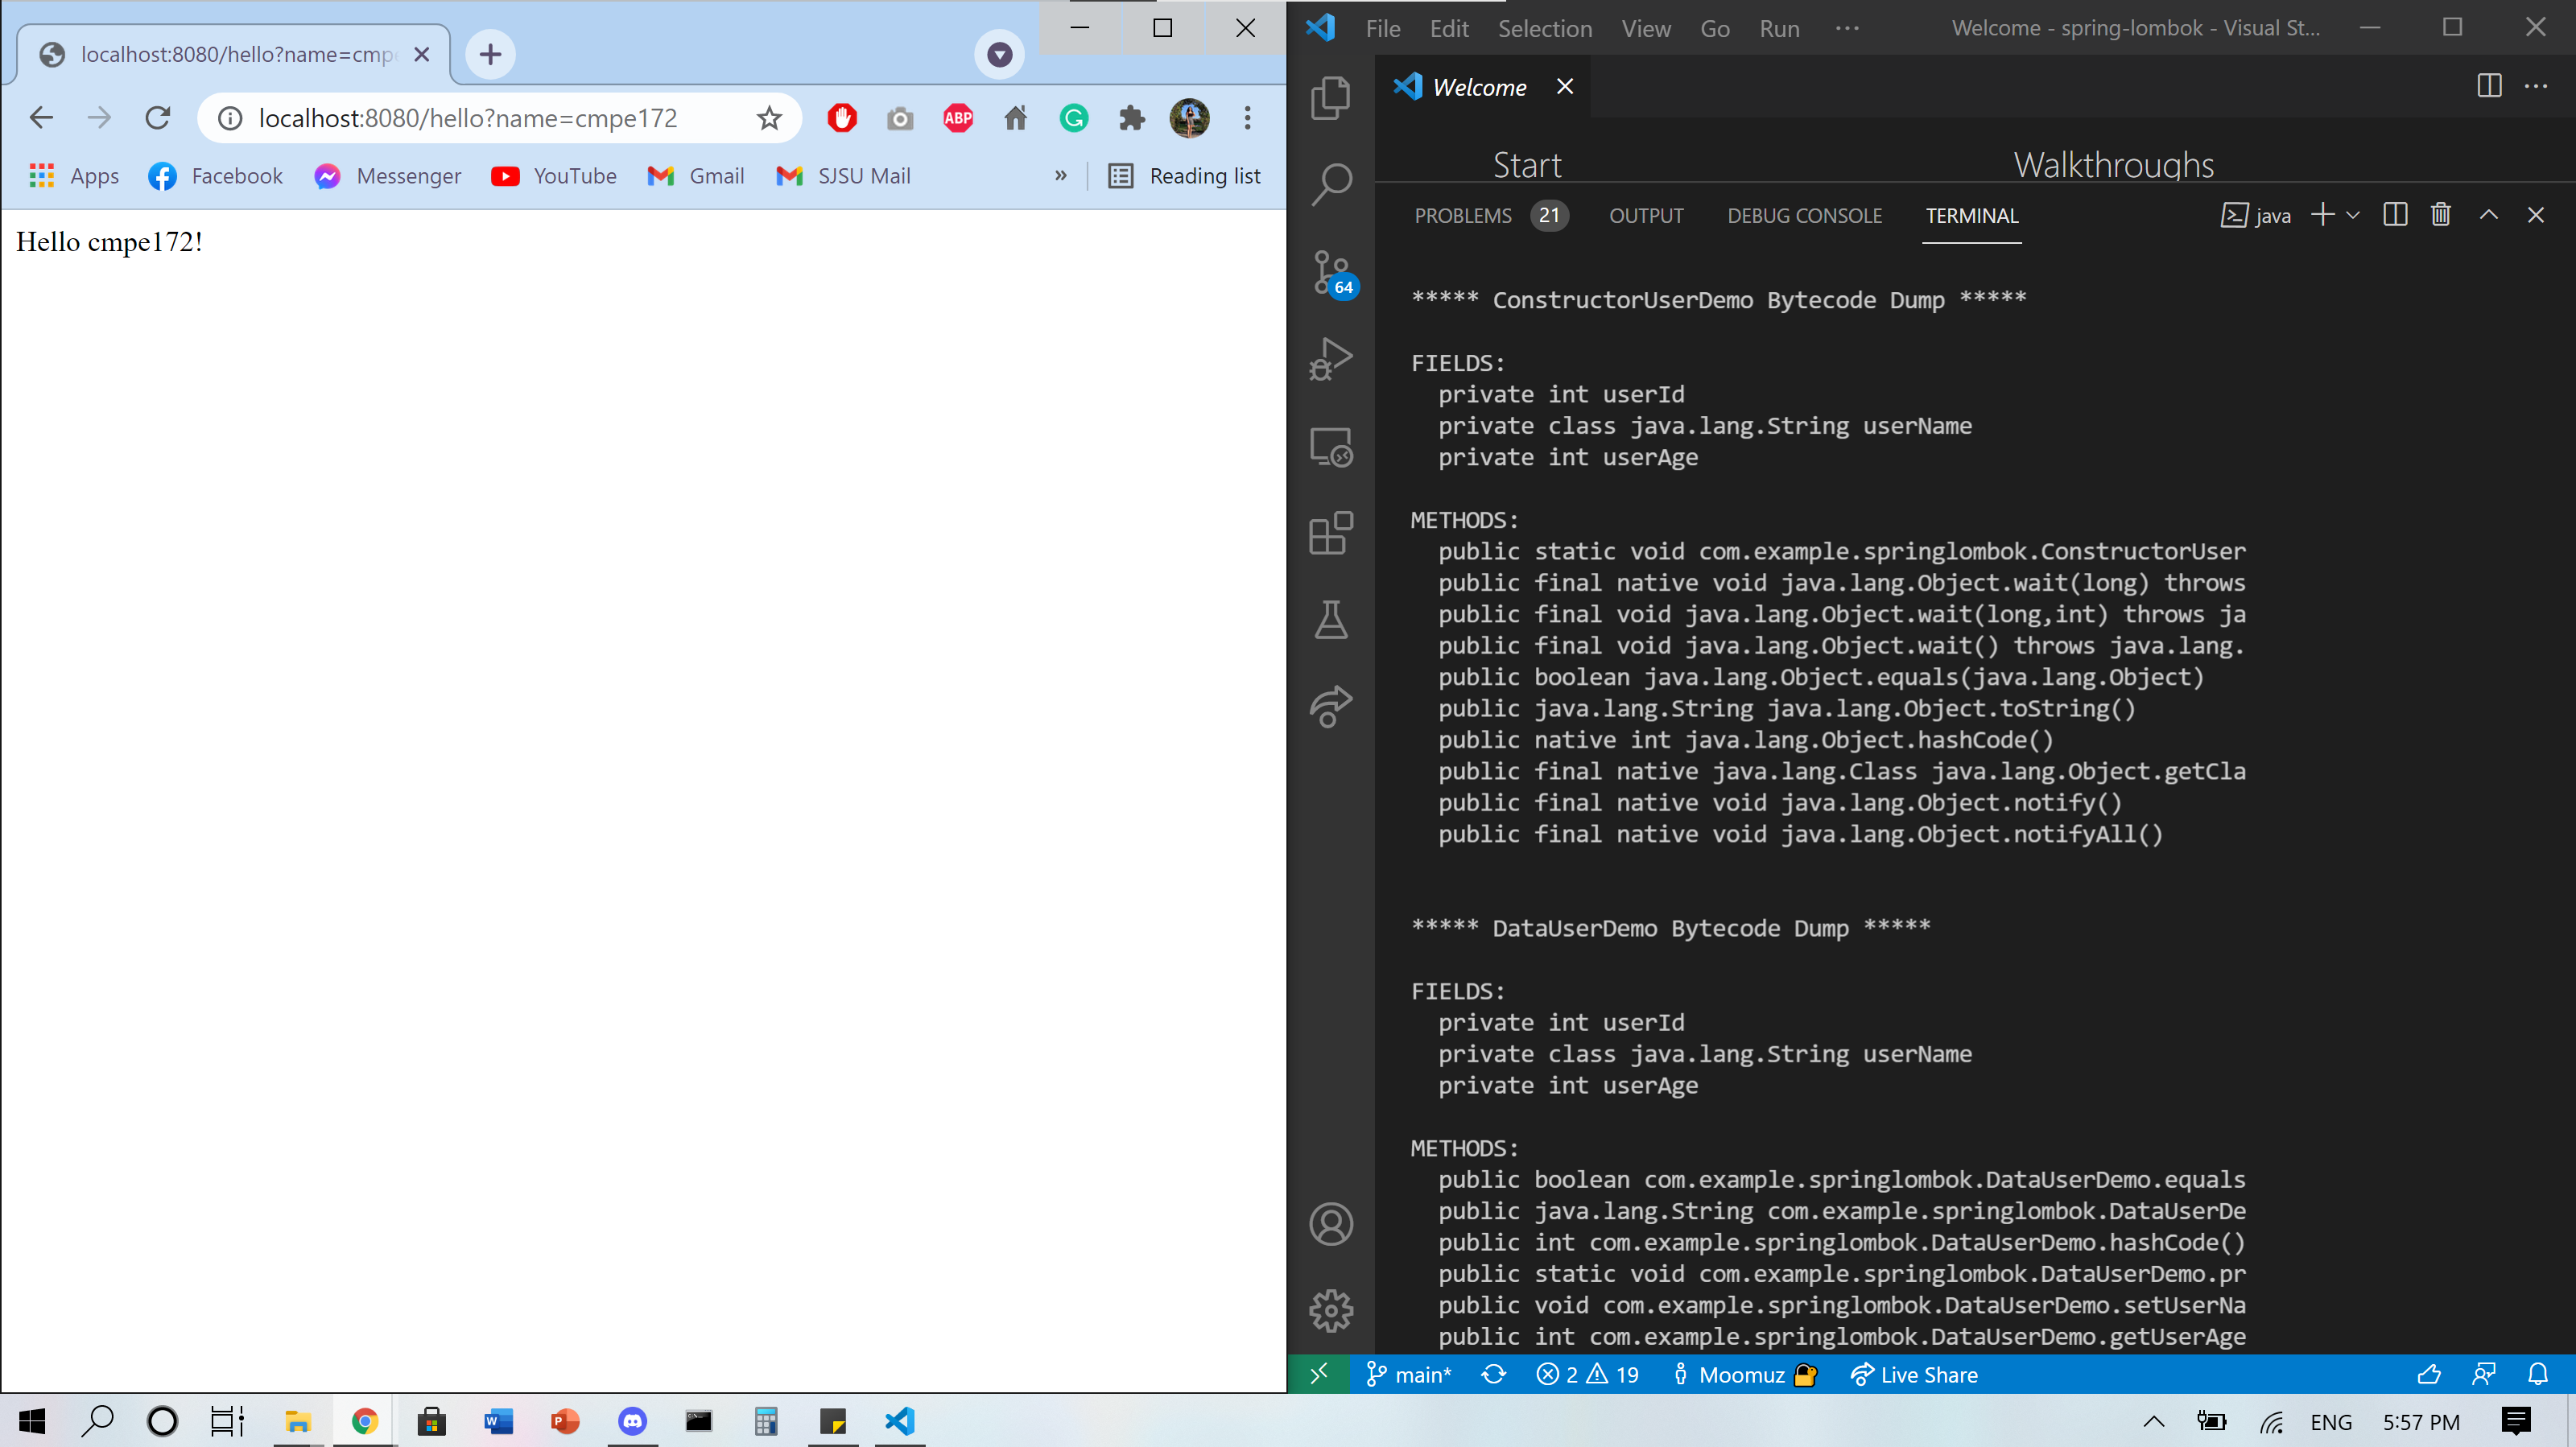 localhost:8080/hello?name=cmp
localhost:8080/hello?name=cmpe172
ABP
Apps Facebook Messenger YouTube Gmail SJSU Mail » Reading list
Hello cmpe172!
File Edit Selection View Go Run ··· Welcome - spring-lombok - Visual St...
Welcome
Start Walkthroughs
PROBLEMS 21 OUTPUT DEBUG CONSOLE TERMINAL java
64
***** ConstructorUserDemo Bytecode Dump *****
FIELDS:
private int userId
private class java.lang.String userName
private int userAge
METHODS:
public static void com.example.springlombok.ConstructorUser
public final native void java.lang.Object.wait(long) throws
public final void java.lang.Object.wait(long,int) throws ja
public final void java.lang.Object.wait() throws java.lang.
public boolean java.lang.Object.equals(java.lang.Object)
public java.lang.String java.lang.Object.toString()
public native int java.lang.Object.hashCode()
public final native java.lang.Class java.lang.Object.getCla
public final native void java.lang.Object.notify()
public final native void java.lang.Object.notifyAll()
***** DataUserDemo Bytecode Dump *****
FIELDS:
private int userId
private class java.lang.String userName
private int userAge
METHODS:
public boolean com.example.springlombok.DataUserDemo.equals
public java.lang.String com.example.springlombok.DataUserDe
public int com.example.springlombok.DataUserDemo.hashCode()
public static void com.example.springlombok.DataUserDemo.pr
public void com.example.springlombok.DataUserDemo.setUserNa
public int com.example.springlombok.DataUserDemo.getUserAge
main* 2 19 Moomuz Live Share
ENG 5:57 PM